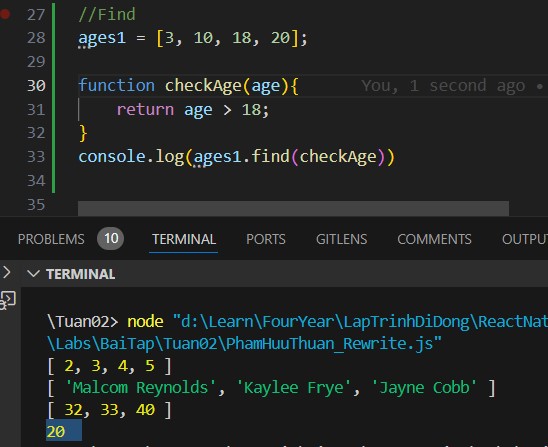 27 //Find
28 ages1 = [3, 10, 18, 20];
29
30 function checkAge(age){ You, 1 second ago •
31 return age > 18;
32 }
33 console.log(ages1.find(checkAge))
34
35
PROBLEMS 10 TERMINAL PORTS GITLENS COMMENTS OUTPU
TERMINAL
\Tuan02> node "d:\Learn\FourYear\LapTrinhDiDong\ReactNat
\Labs\BaiTap\Tuan02\PhamHuuThuan_Rewrite.js"
[ 2, 3, 4, 5 ]
[ 'Malcom Reynolds', 'Kaylee Frye', 'Jayne Cobb' ]
[ 32, 33, 40 ]
20